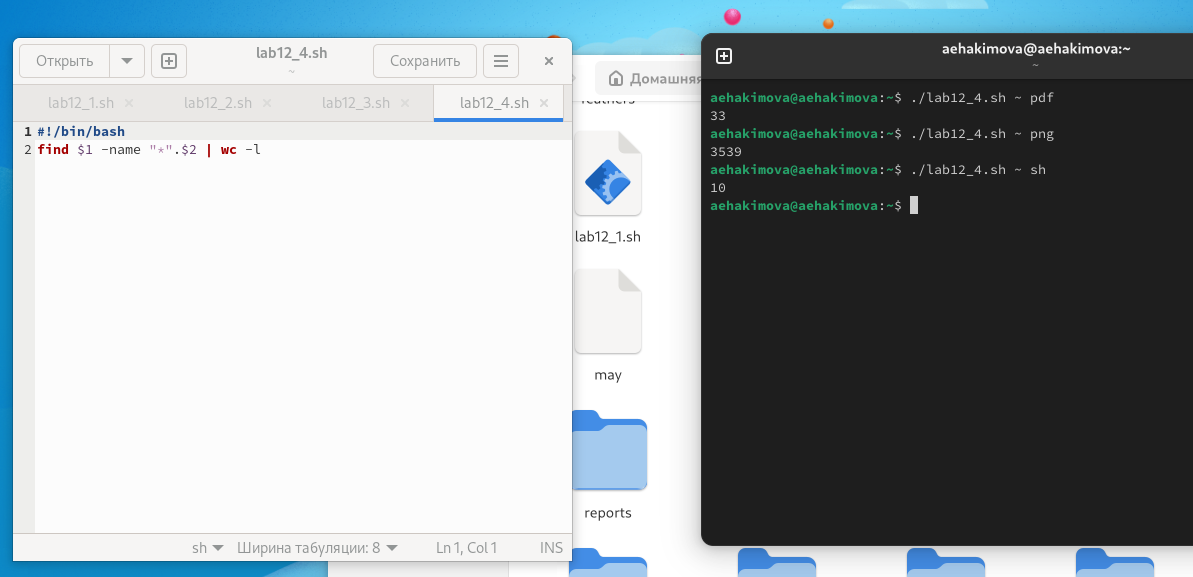 Открыть
lab12_4.sh
~
Сохранить
lab12_1.sh
lab12_2.sh
lab12_3.sh
lab12_4.sh
1 #!/bin/bash
2 find $1 -name "*".$2 | wc -l
sh
Ширина табуляции: 8
Ln 1, Col 1
INS
Домашняя
feathers
lab12_1.sh
may
reports
aehakimova@aehakimova:~
~
aehakimova@aehakimova:~$ ./lab12_4.sh ~ pdf
33
aehakimova@aehakimova:~$ ./lab12_4.sh ~ png
3539
aehakimova@aehakimova:~$ ./lab12_4.sh ~ sh
10
aehakimova@aehakimova:~$